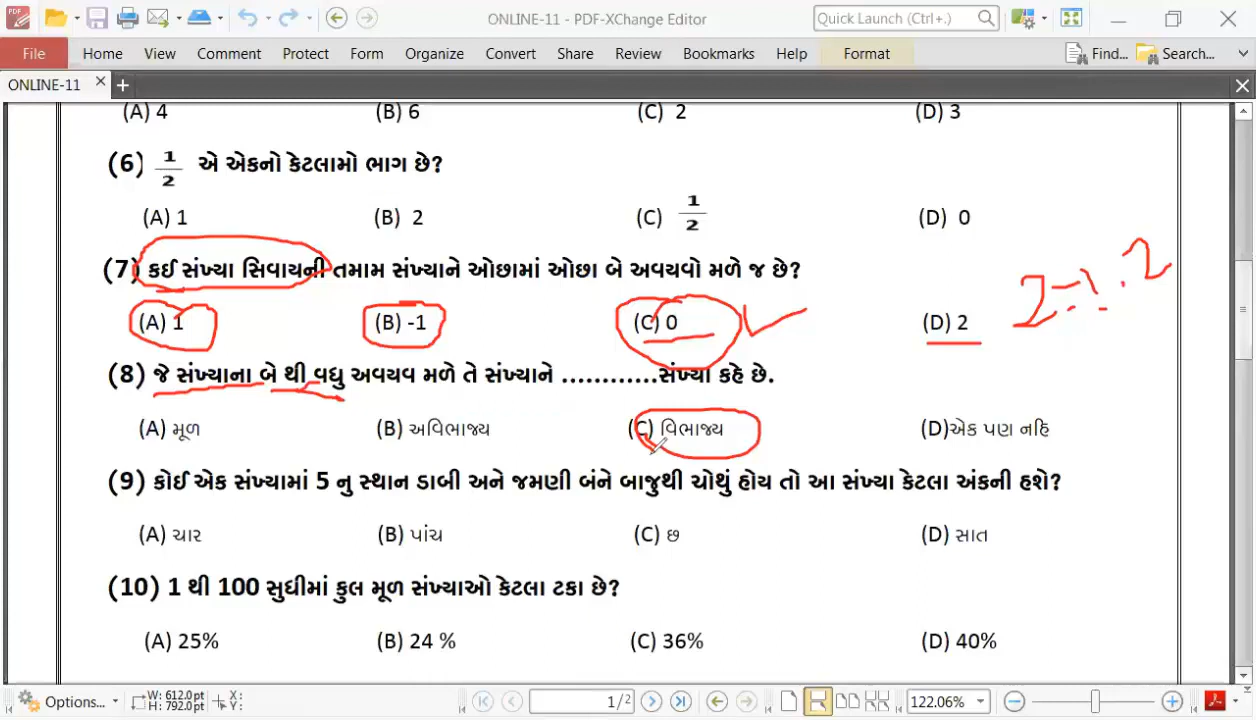 ONLINE-11 - PDF-XChange Editor
Quick Launch (Ctrl+.)
File Home View Comment Protect Form Organize Convert Share Review Bookmarks Help Format Find... Search...
ONLINE-11
(A) 4 (B) 6 (C) 2 (D) 3
(6) 1/2 એ એકનો કેટલામો ભાગ છે?
(A) 1 (B) 2 (C) 1/2 (D) 0
(7) કઈ સંખ્યા સિવાયની તમામ સંખ્યાને ઓછામાં ઓછા બે અવયવો મળે જ છે?
(A) 1 (B) -1 (C) 0 (D) 2
(8) જે સંખ્યાના બે થી વધુ અવયવ મળે તે સંખ્યાને ............સંખ્યા કહે છે.
(A) મૂળ (B) અવિભાજ્ય (C) વિભાજ્ય (D)એક પણ નહિ
(9) કોઈ એક સંખ્યામાં 5 નુ સ્થાન ડાબી અને જમણી બંને બાજુથી ચોથું હોય તો આ સંખ્યા કેટલા અંકની હશે?
(A) ચાર (B) પાંચ (C) છ (D) સાત
(10) 1 થી 100 સુધીમાં કુલ મૂળ સંખ્યાઓ કેટલા ટકા છે?
(A) 25% (B) 24 % (C) 36% (D) 40%
Options... W: 612.0 pt H: 792.0 pt X: Y: 1 / 2 122.06%